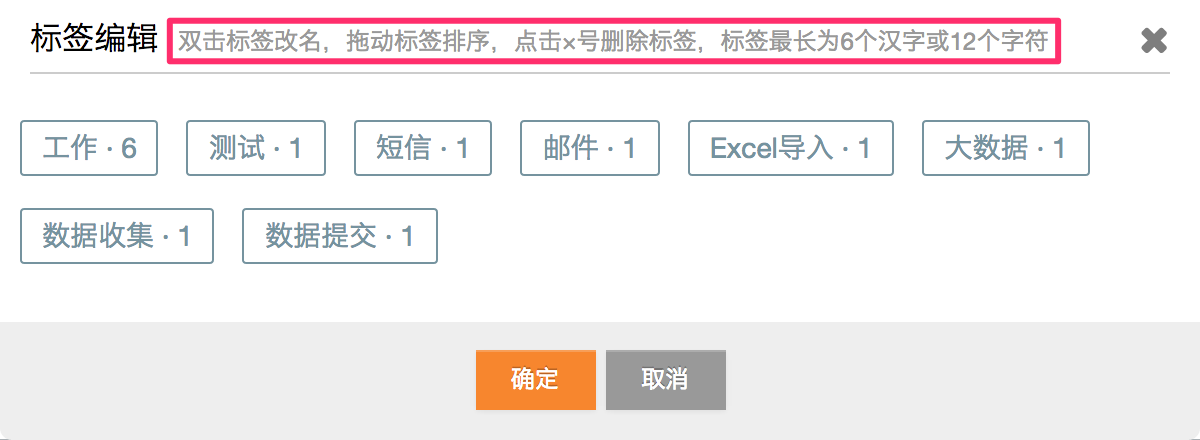 标签编辑 双击标签改名，拖动标签排序，点击×号删除标签，标签最长为6个汉字或12个字符
工作 · 6 测试 · 1 短信 · 1 邮件 · 1 Excel导入 · 1 大数据 · 1
数据收集 · 1 数据提交 · 1
确定 取消